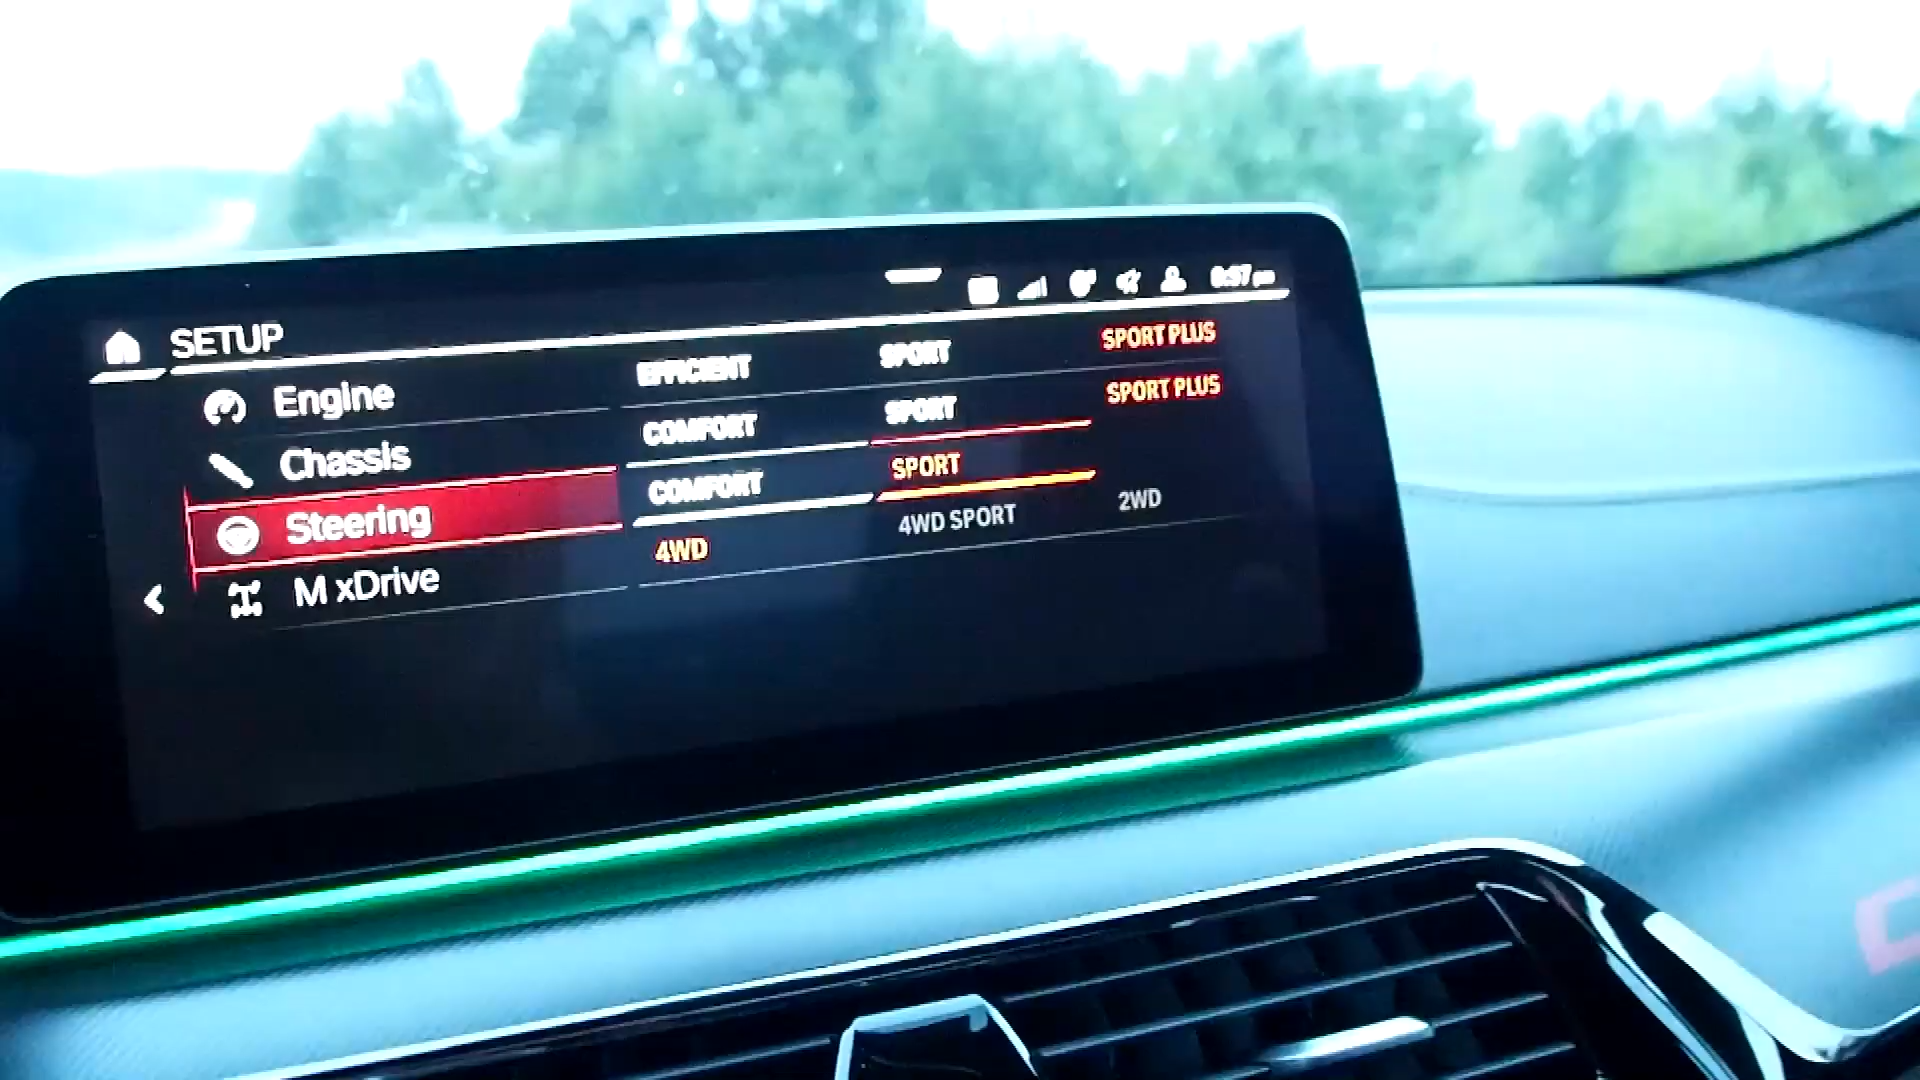 SETUP
Engine EFFICIENT SPORT SPORT PLUS
Chassis COMFORT SPORT SPORT PLUS
Steering COMFORT SPORT
M xDrive 4WD 4WD SPORT 2WD